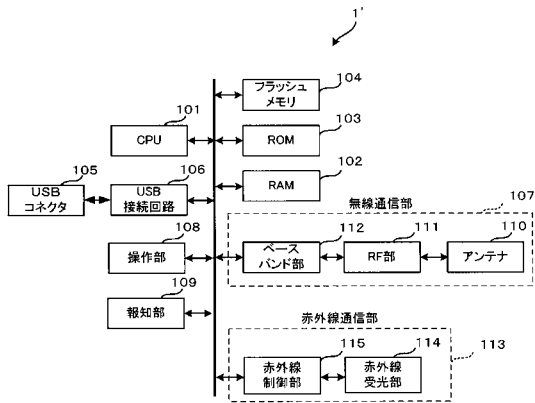 1'
104
フラッシュ
メモリ
101
CPU
103
ROM
105
USB
コネクタ
106
USB
接続回路
102
RAM
無線通信部
107
108
操作部
112
ベース
バンド部
111
RF部
110
アンテナ
109
報知部
赤外線通信部
115
赤外線
制御部
114
赤外線
受光部
113